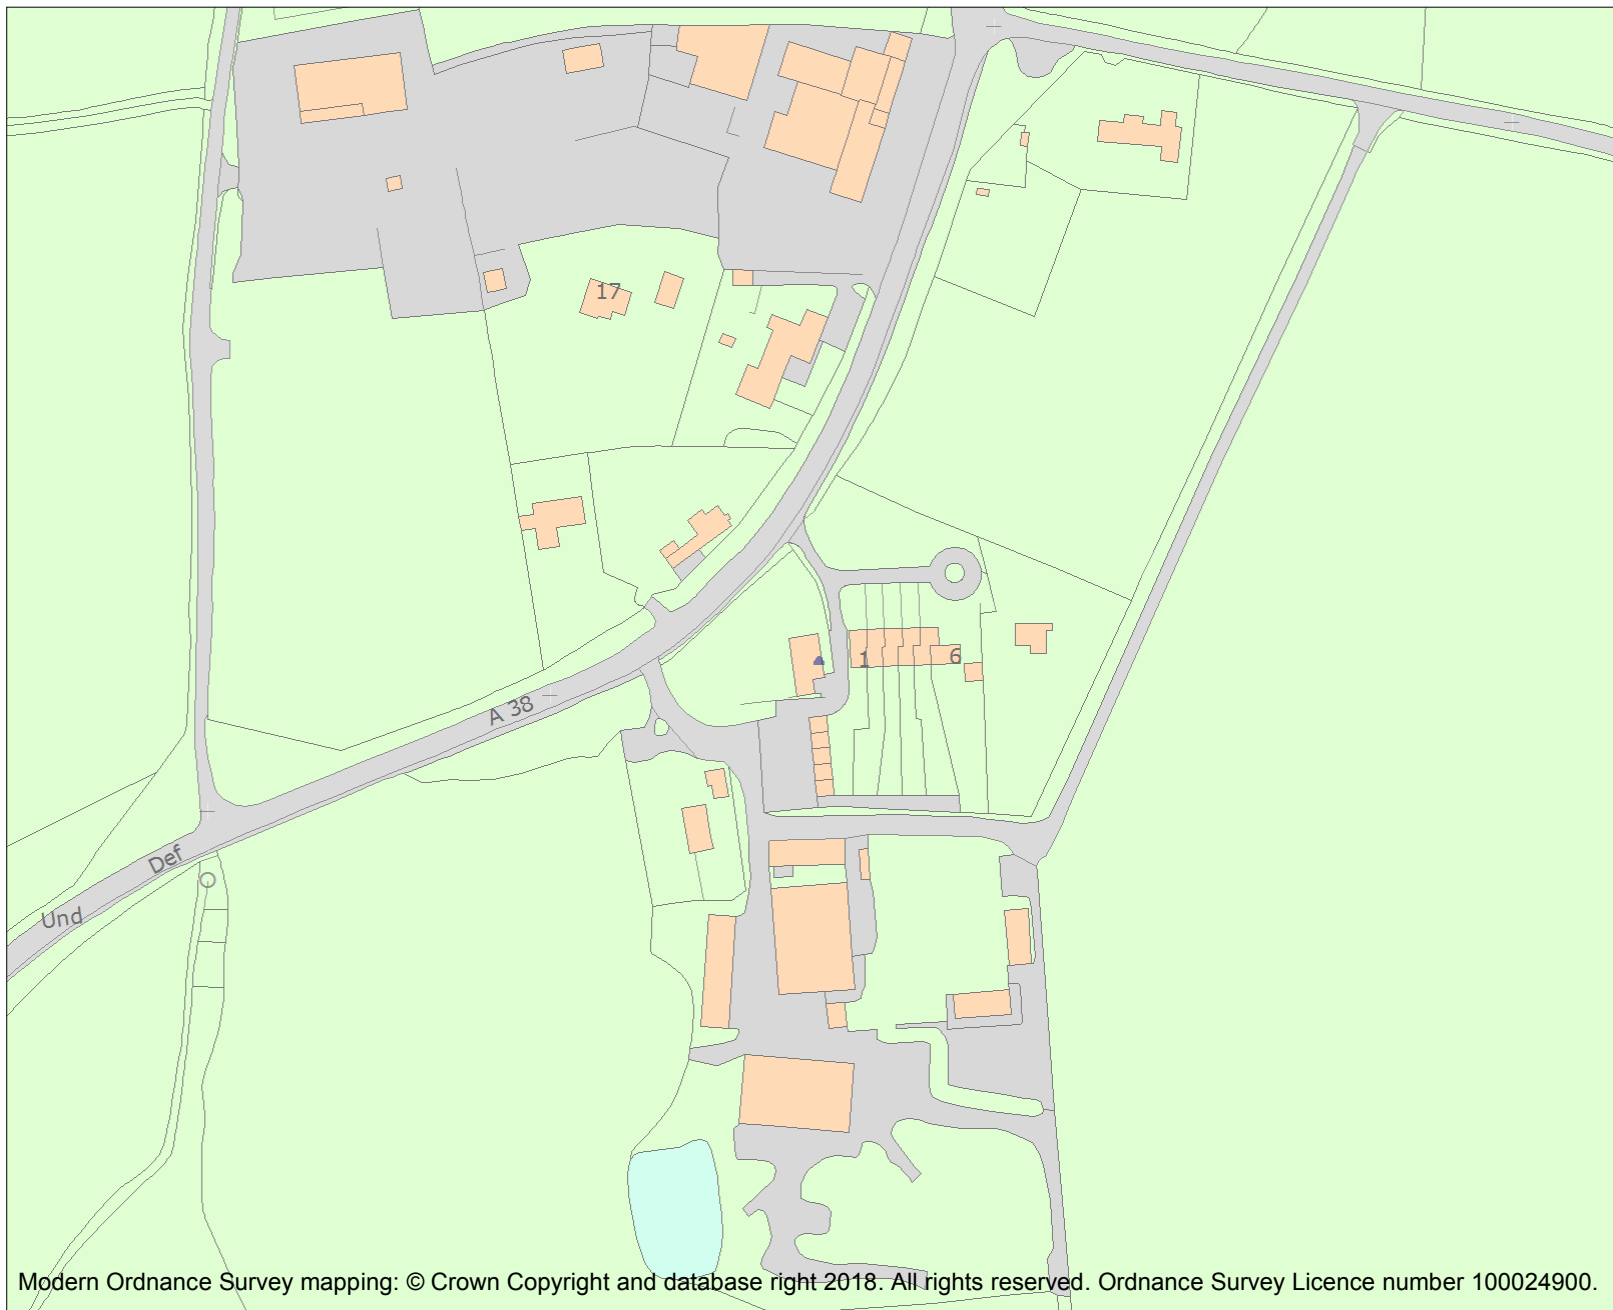 17
1
6
A 38
Def
Und
Modern Ordnance Survey mapping: © Crown Copyright and database right 2018. All rights reserved. Ordnance Survey Licence number 100024900.